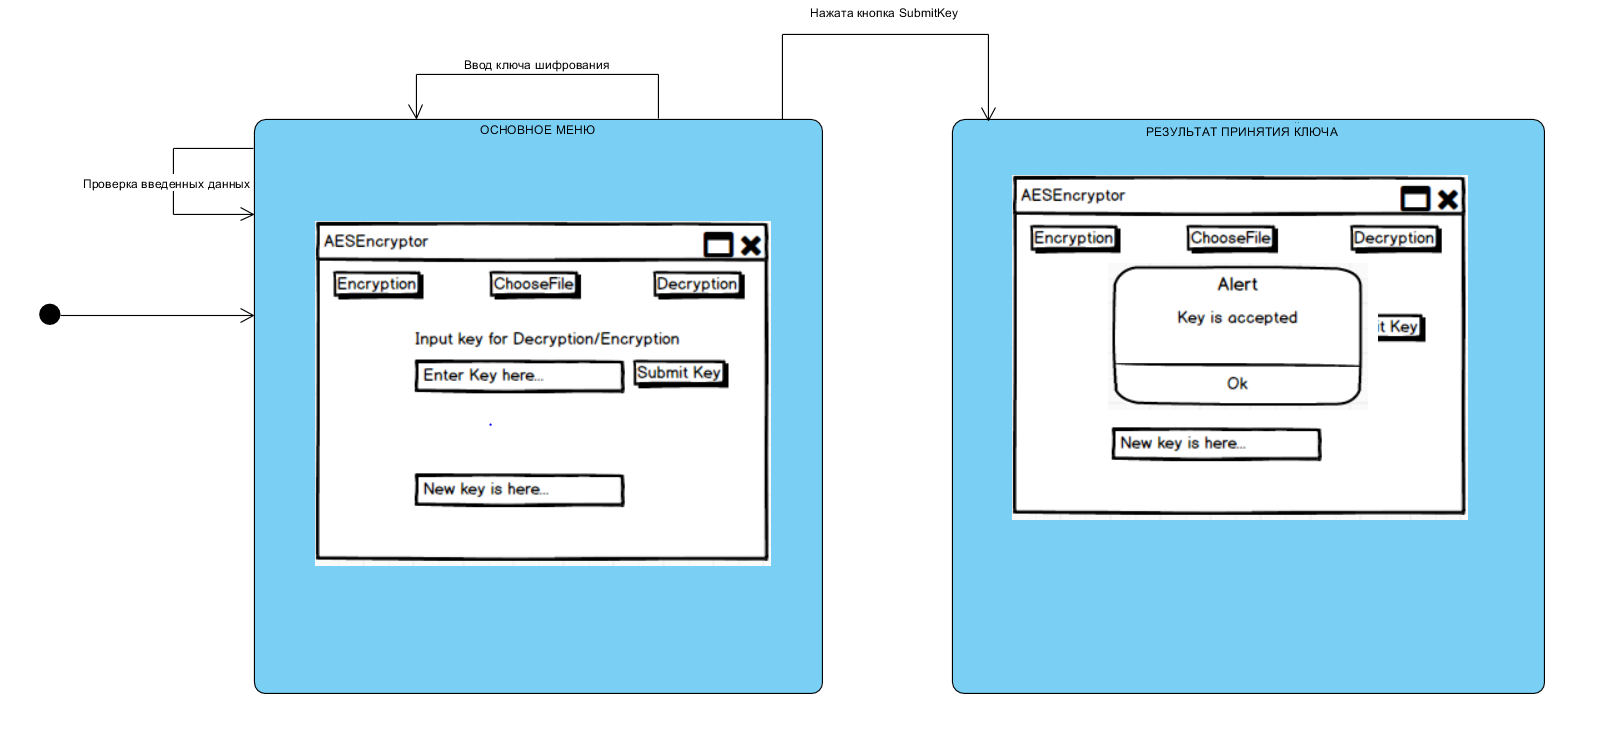 Нажата кнопка SubmitKey
Ввод ключа шифрования
Проверка введенных данных
ОСНОВНОЕ МЕНЮ
AESEncryptor
Encryption
ChooseFile
Decryption
Input key for Decryption/Encryption
Enter Key here...
Submit Key
New key is here...
РЕЗУЛЬТАТ ПРИНЯТИЯ КЛЮЧА
AESEncryptor
Encryption
ChooseFile
Decryption
Alert
Key is accepted
it Key
Ok
New key is here...